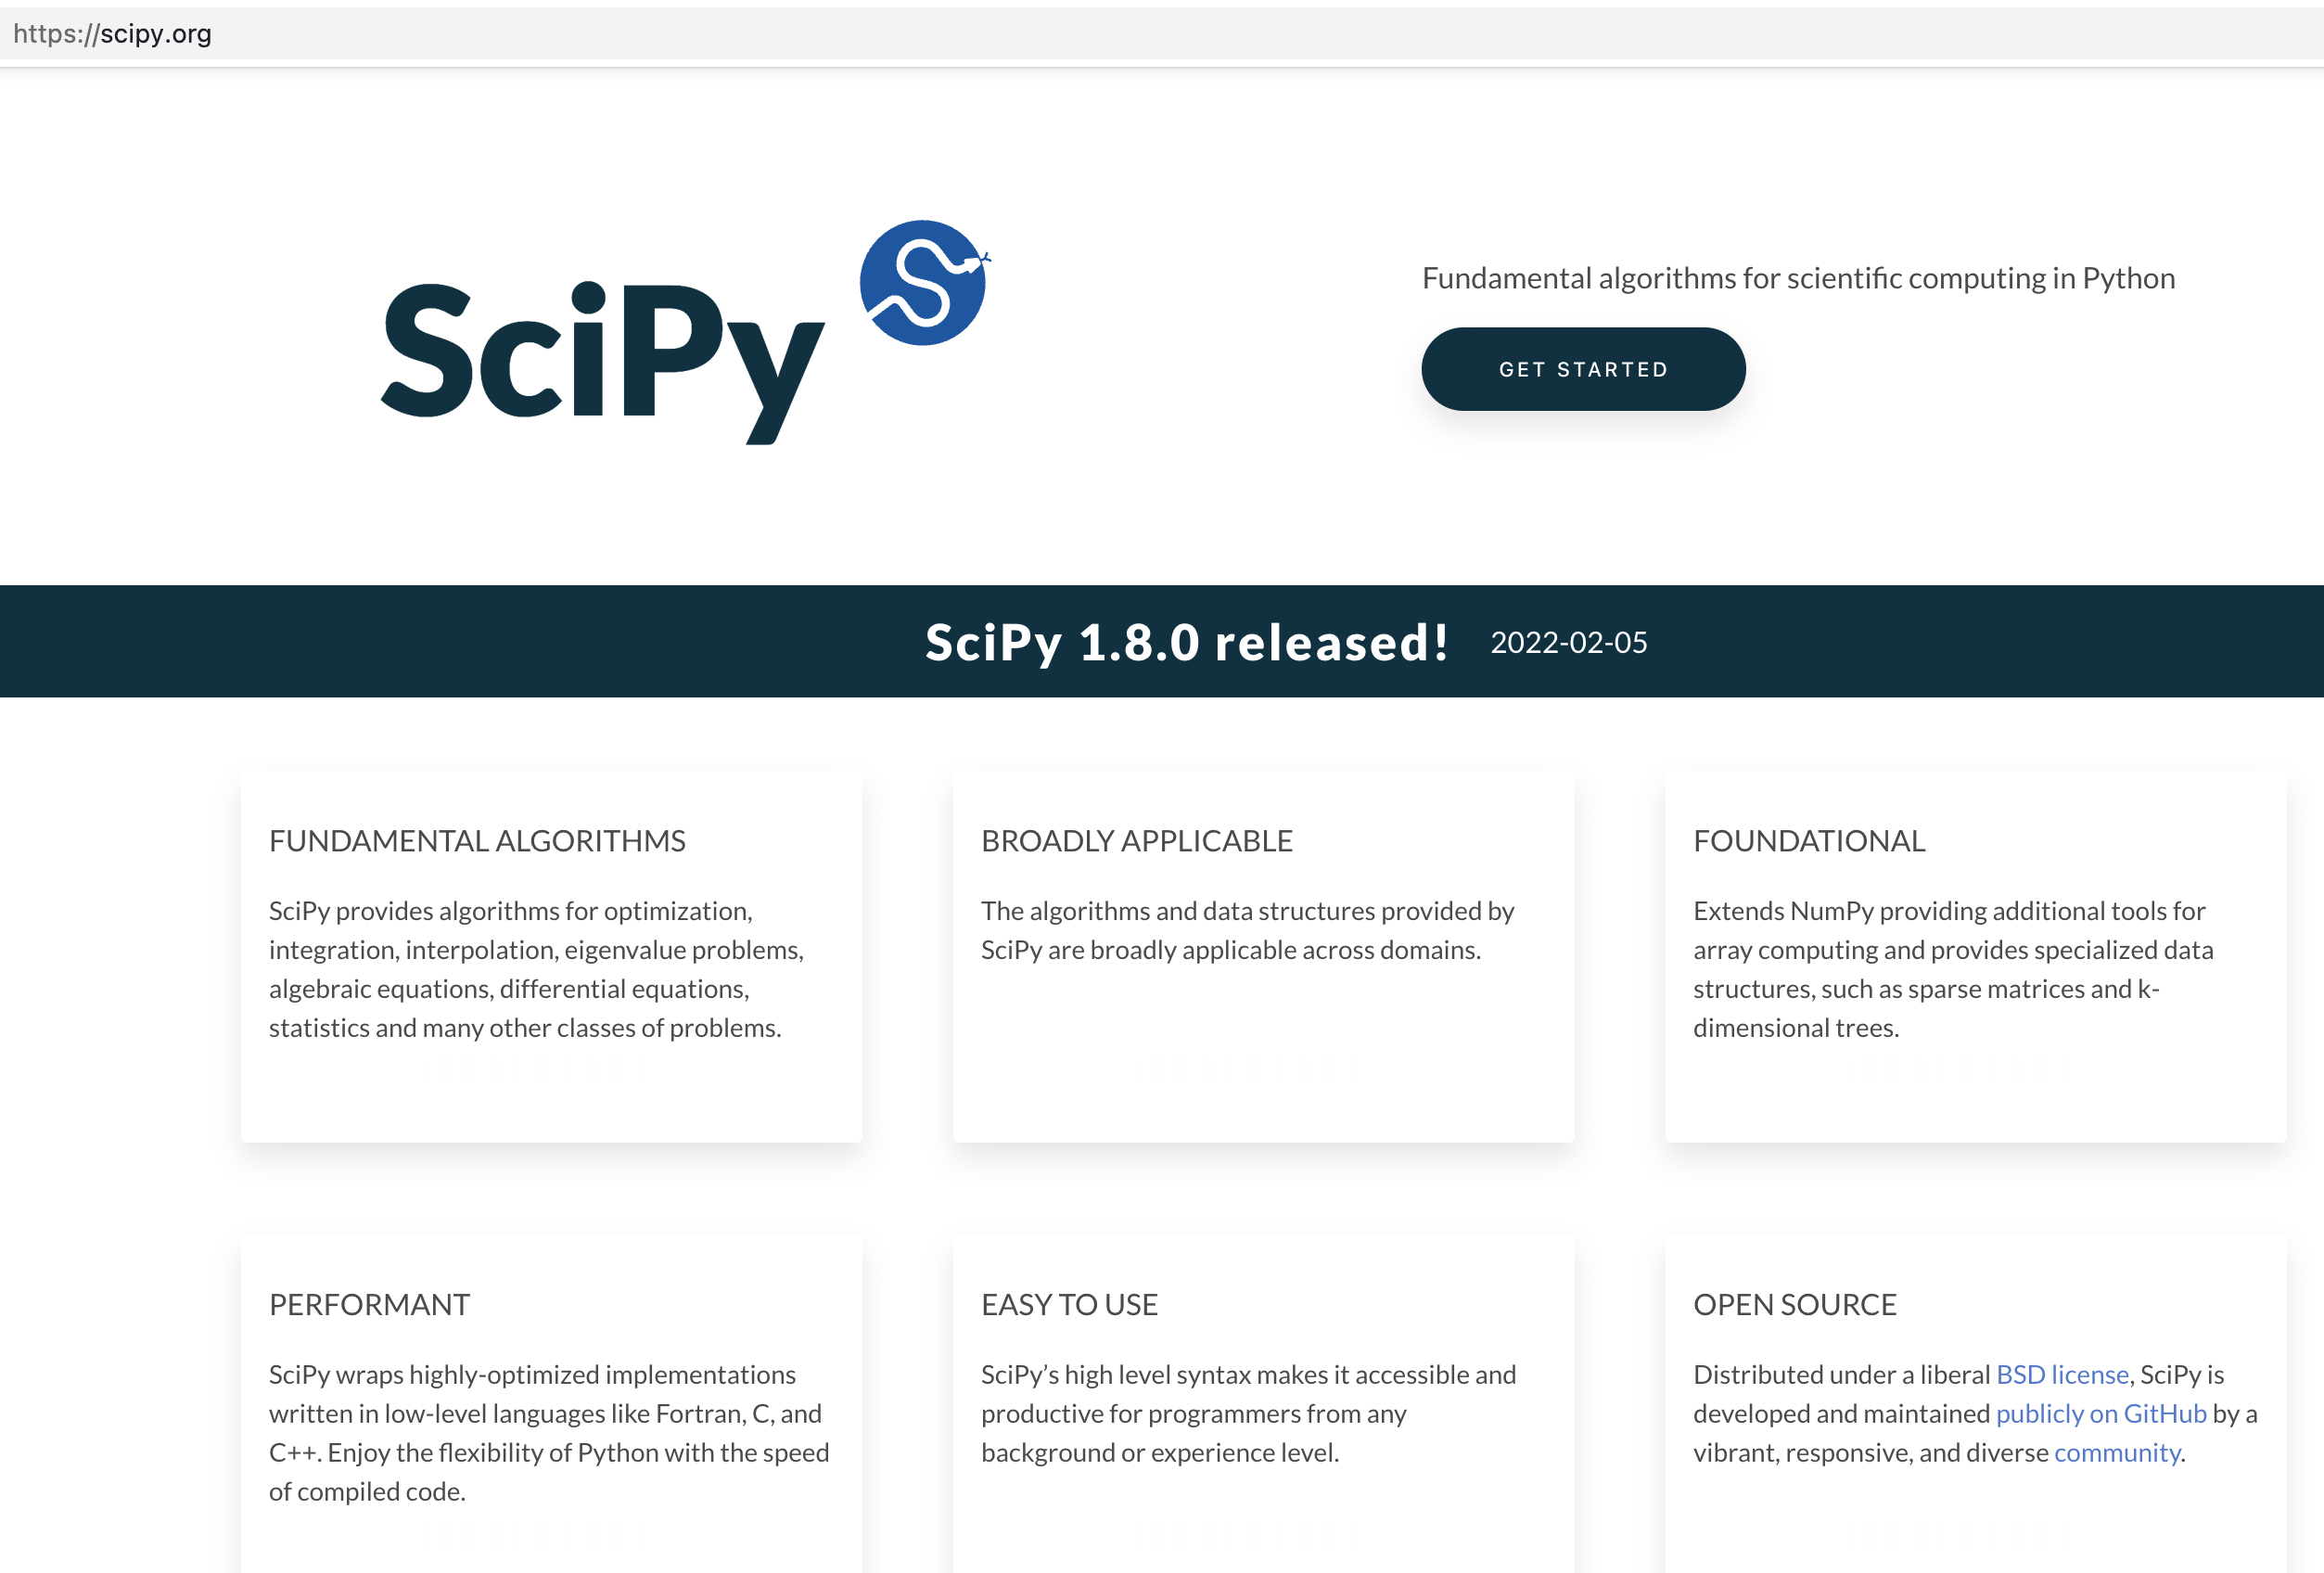 https://scipy.org
SciPy
Fundamental algorithms for scientific computing in Python
GET STARTED
SciPy 1.8.0 released! 2022-02-05
FUNDAMENTAL ALGORITHMS
SciPy provides algorithms for optimization,
integration, interpolation, eigenvalue problems,
algebraic equations, differential equations,
statistics and many other classes of problems.
BROADLY APPLICABLE
The algorithms and data structures provided by
SciPy are broadly applicable across domains.
FOUNDATIONAL
Extends NumPy providing additional tools for
array computing and provides specialized data
structures, such as sparse matrices and k-
dimensional trees.
PERFORMANT
SciPy wraps highly-optimized implementations
written in low-level languages like Fortran, C, and
C++. Enjoy the flexibility of Python with the speed
of compiled code.
EASY TO USE
SciPy’s high level syntax makes it accessible and
productive for programmers from any
background or experience level.
OPEN SOURCE
Distributed under a liberal BSD license, SciPy is
developed and maintained publicly on GitHub by a
vibrant, responsive, and diverse community.